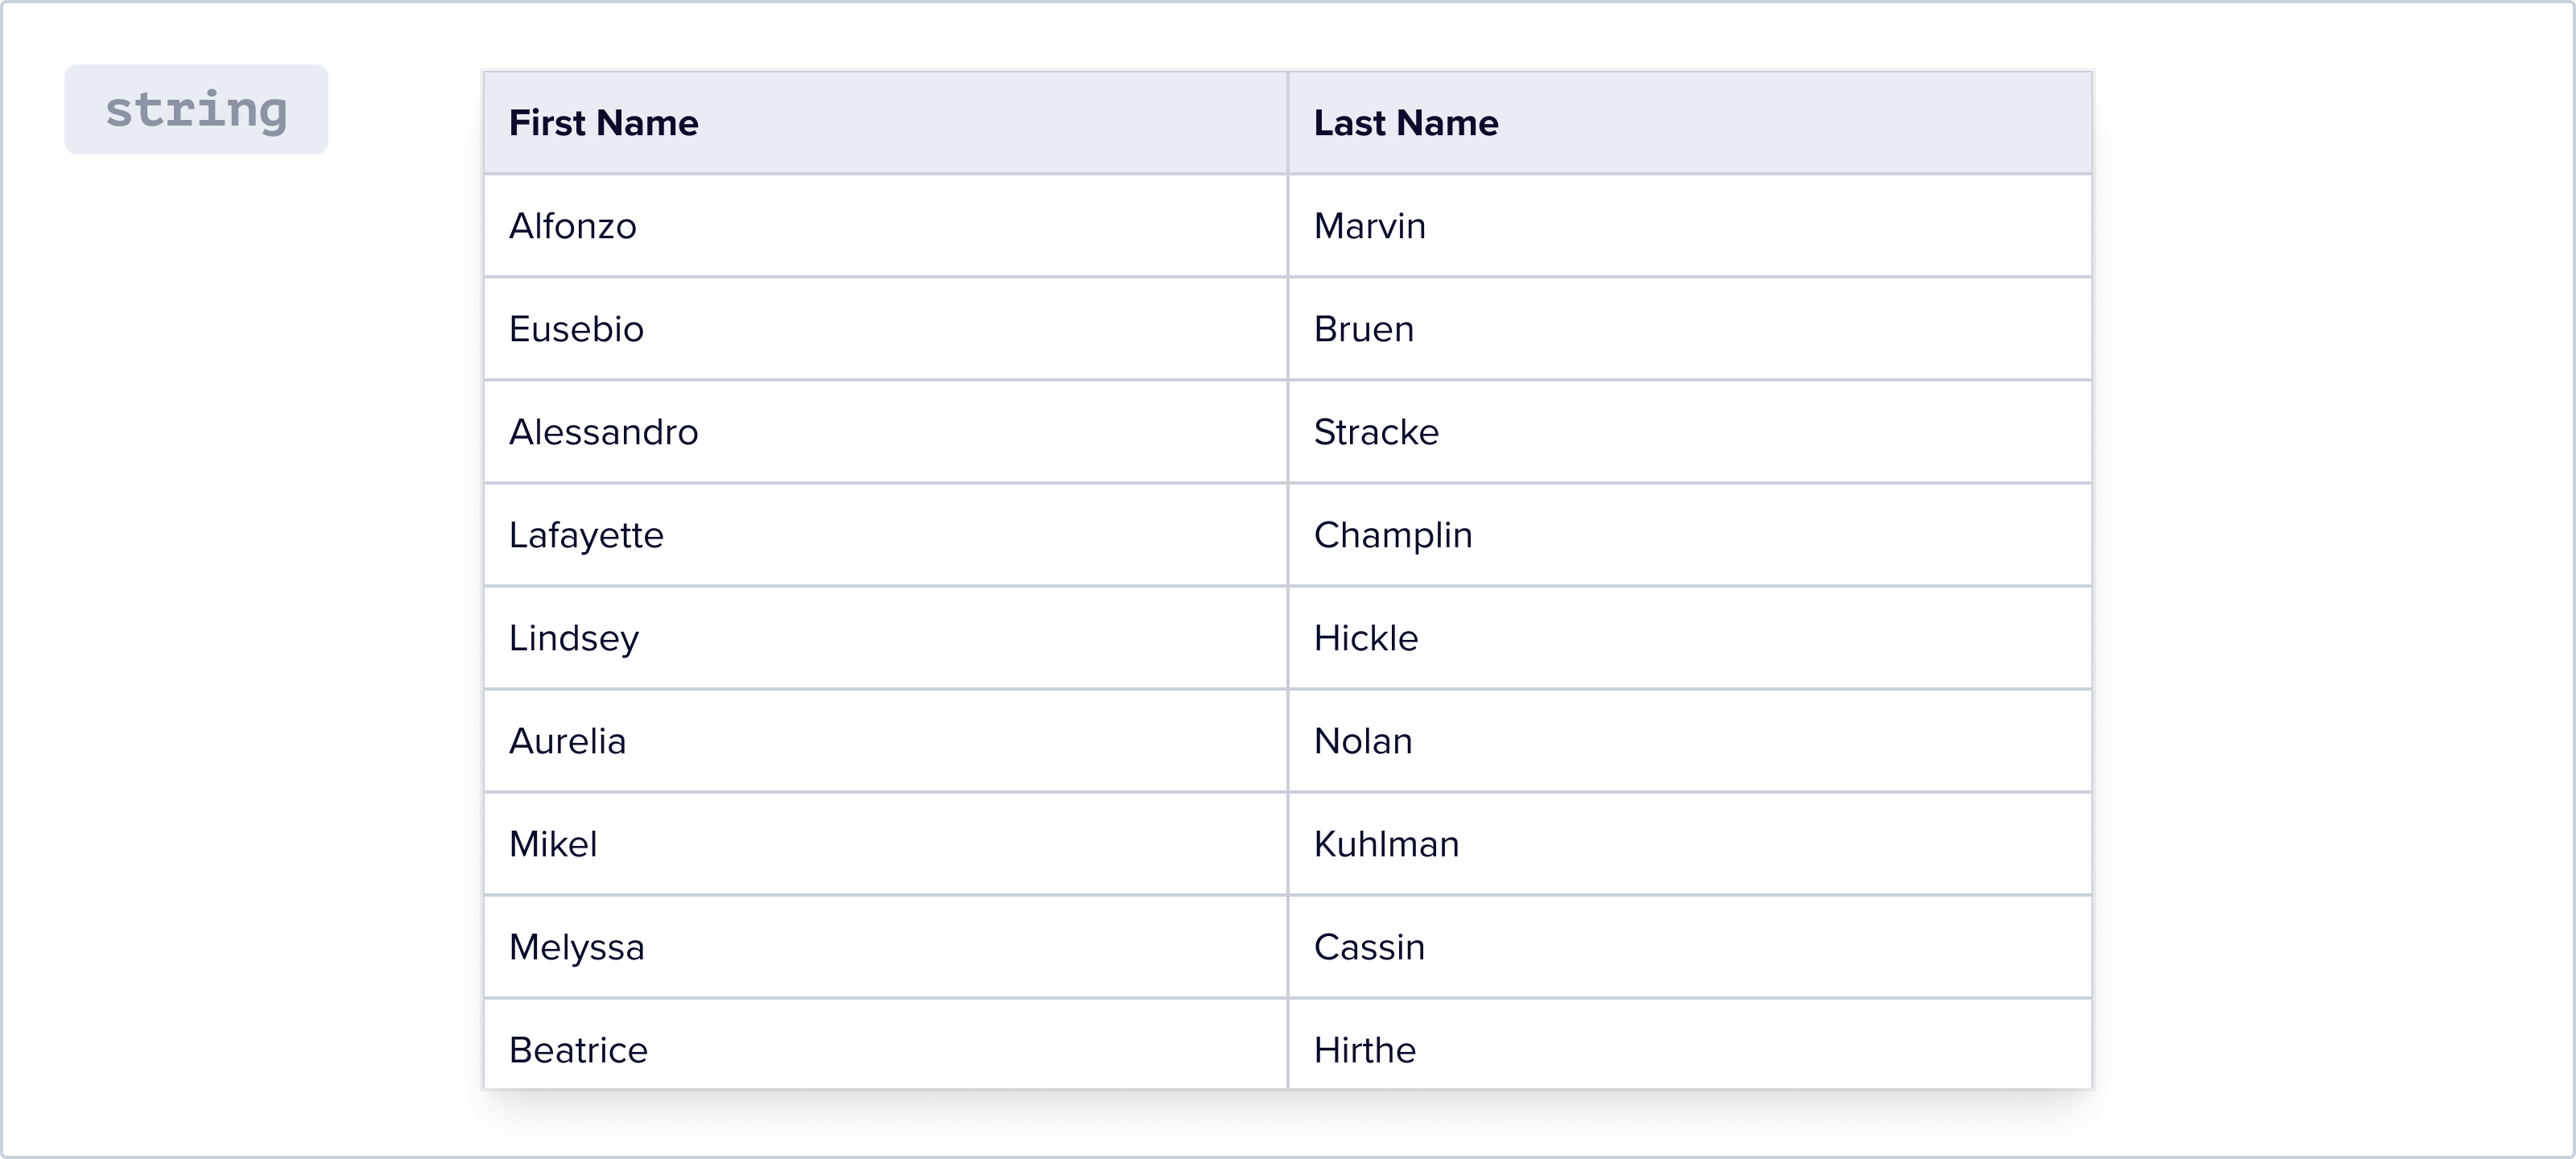 string
First Name Last Name
Alfonzo Marvin
Eusebio Bruen
Alessandro Stracke
Lafayette Champlin
Lindsey Hickle
Aurelia Nolan
Mikel Kuhlman
Melyssa Cassin
Beatrice Hirthe